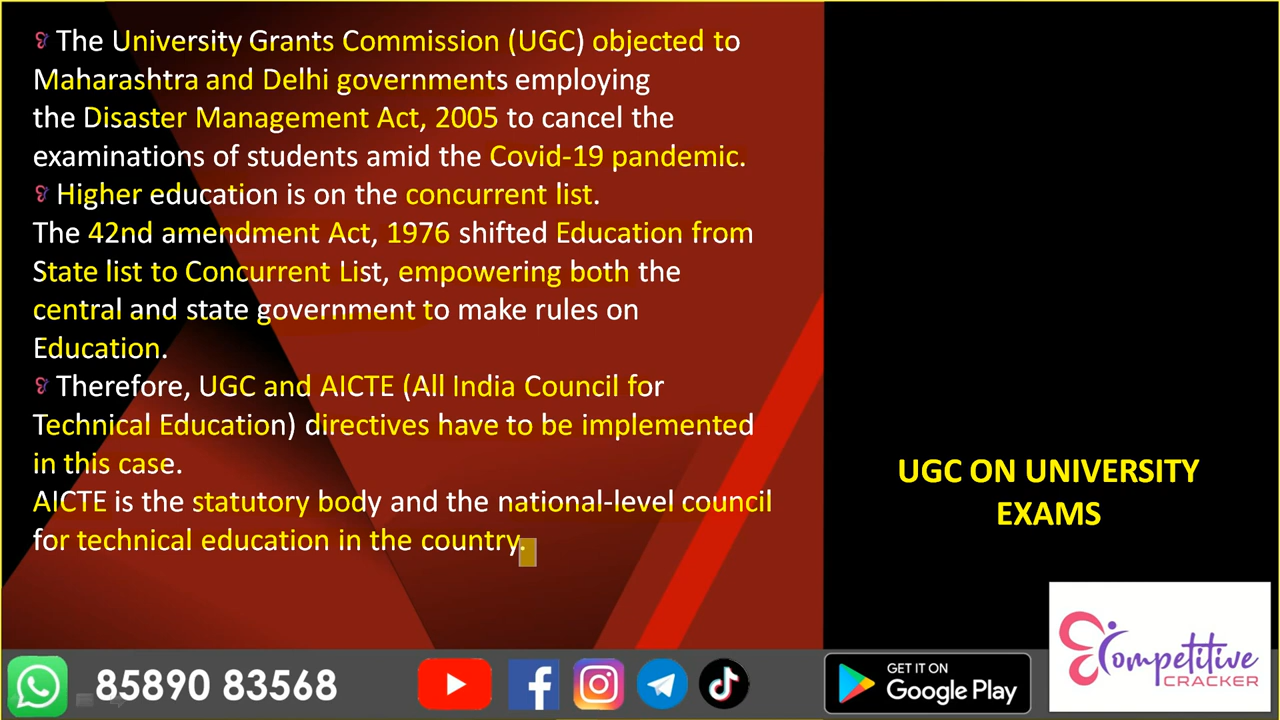 The University Grants Commission (UGC) objected to
Maharashtra and Delhi governments employing
the Disaster Management Act, 2005 to cancel the
examinations of students amid the Covid-19 pandemic.
Higher education is on the concurrent list.
The 42nd amendment Act, 1976 shifted Education from
State list to Concurrent List, empowering both the
central and state government to make rules on
Education.
Therefore, UGC and AICTE (All India Council for
Technical Education) directives have to be implemented
in this case.
AICTE is the statutory body and the national-level council
for technical education in the country.
UGC ON UNIVERSITY
EXAMS
85890 83568
GET IT ON
Google Play
Competitive
CRACKER